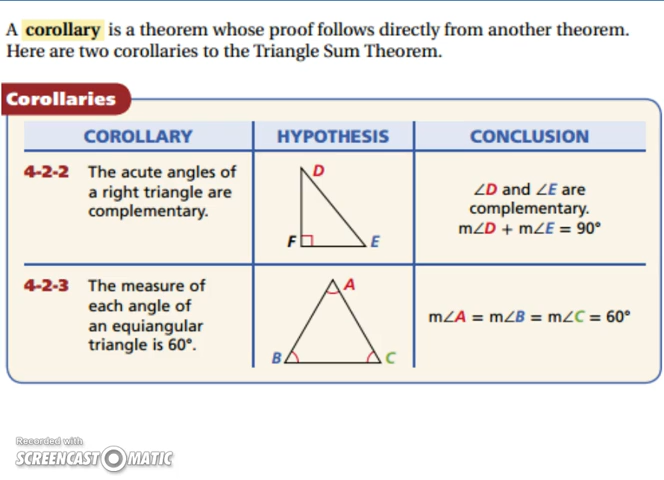 A corollary is a theorem whose proof follows directly from another theorem.
Here are two corollaries to the Triangle Sum Theorem.
Corollaries
COROLLARY HYPOTHESIS CONCLUSION
4-2-2 The acute angles of
a right triangle are
complementary.
D
F
E
∠D and ∠E are
complementary.
m∠D + m∠E = 90°
4-2-3 The measure of
each angle of
an equiangular
triangle is 60°.
A
B
C
m∠A = m∠B = m∠C = 60°
Recorded with
SCREENCAST O MATIC